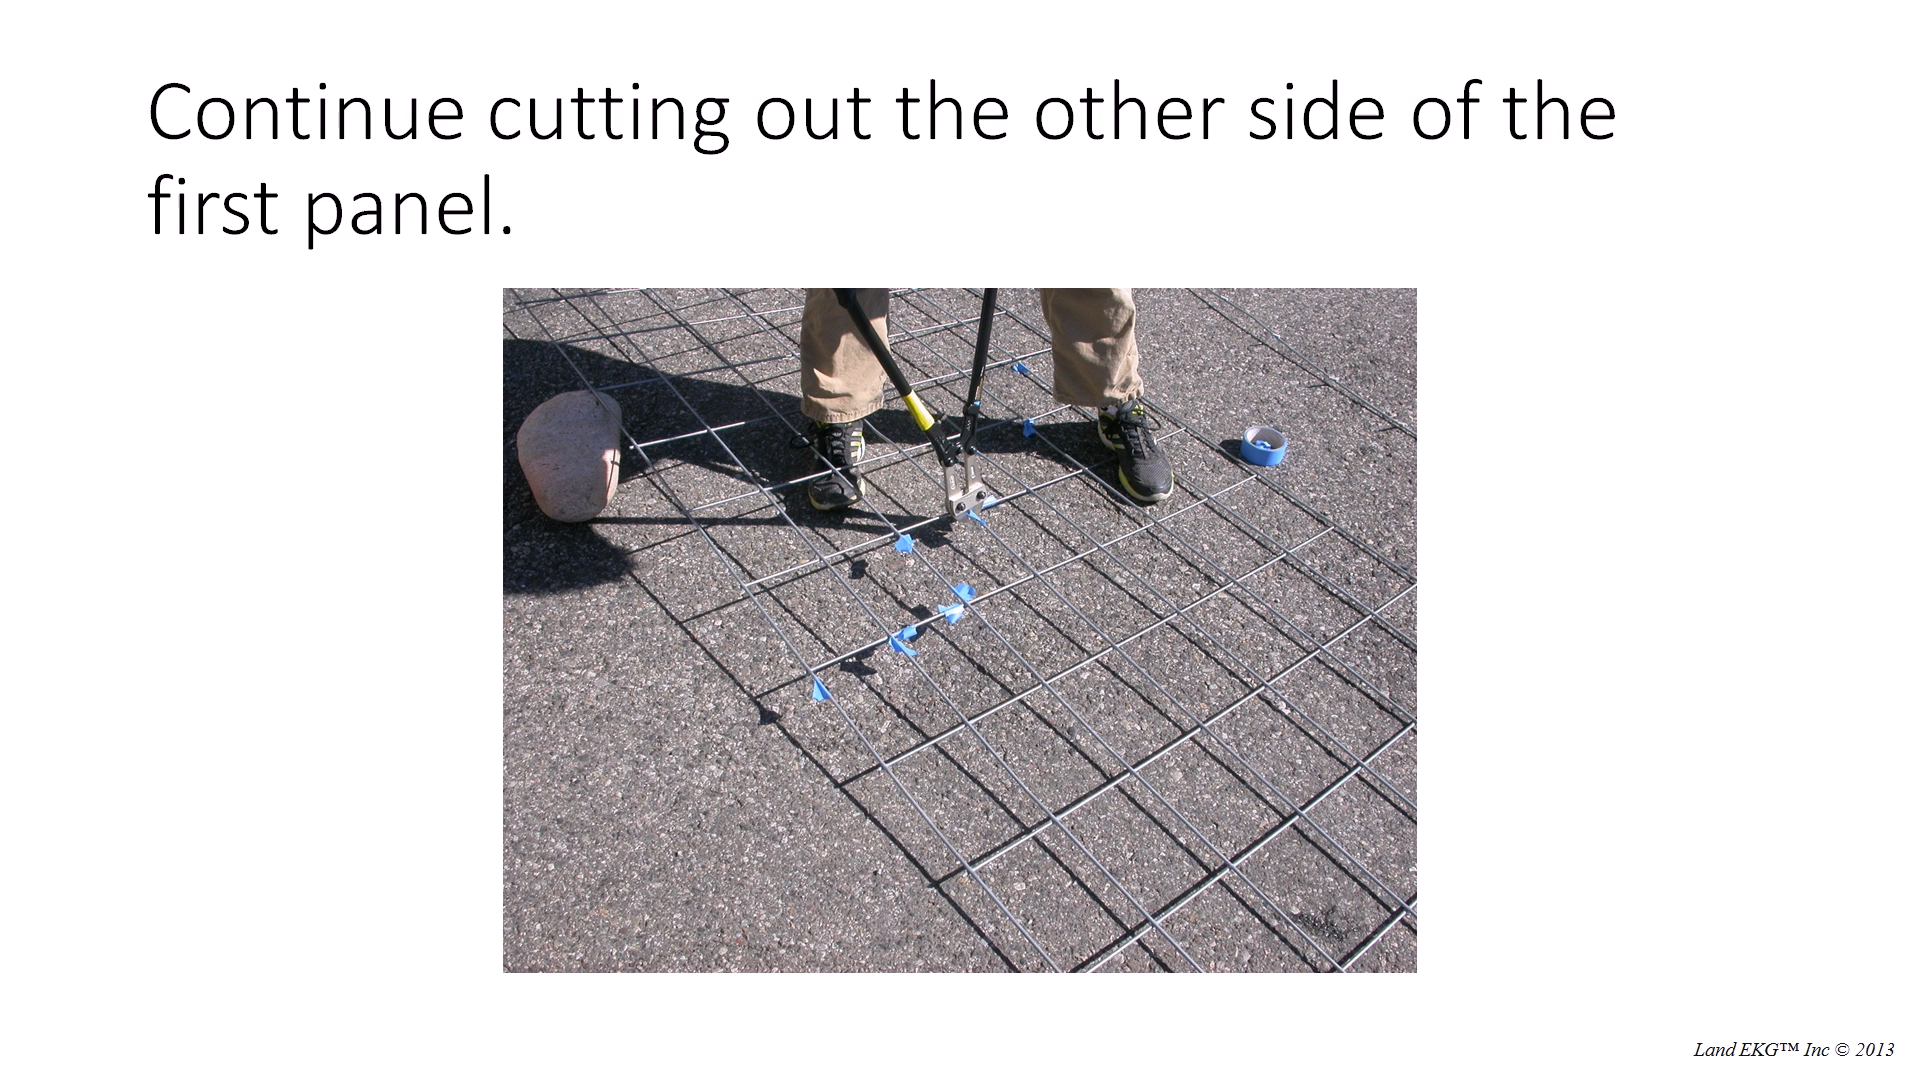 Continue cutting out the other side of the
first panel.
Land EKG™ Inc © 2013